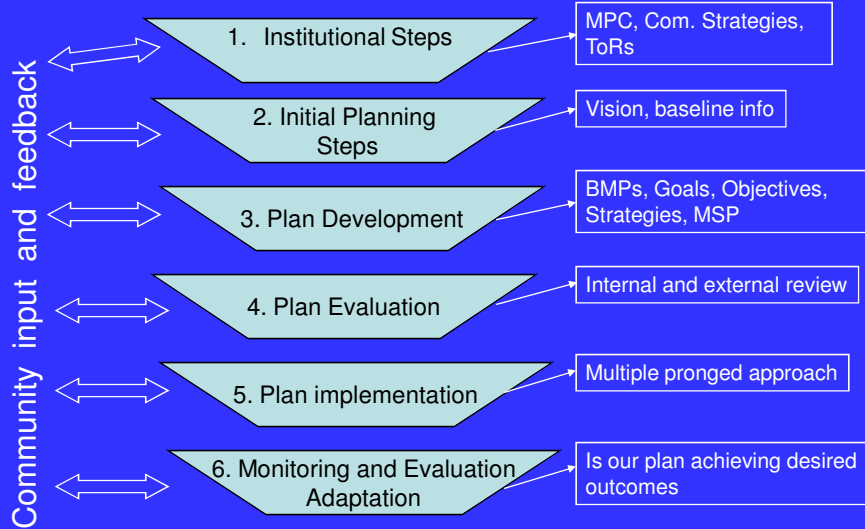 Community input and feedback
1. Institutional Steps
MPC, Com. Strategies,
ToRs
2. Initial Planning
Steps
Vision, baseline info
3. Plan Development
BMPs, Goals, Objectives,
Strategies, MSP
4. Plan Evaluation
Internal and external review
5. Plan implementation
Multiple pronged approach
6. Monitoring and Evaluation
Adaptation
Is our plan achieving desired
outcomes